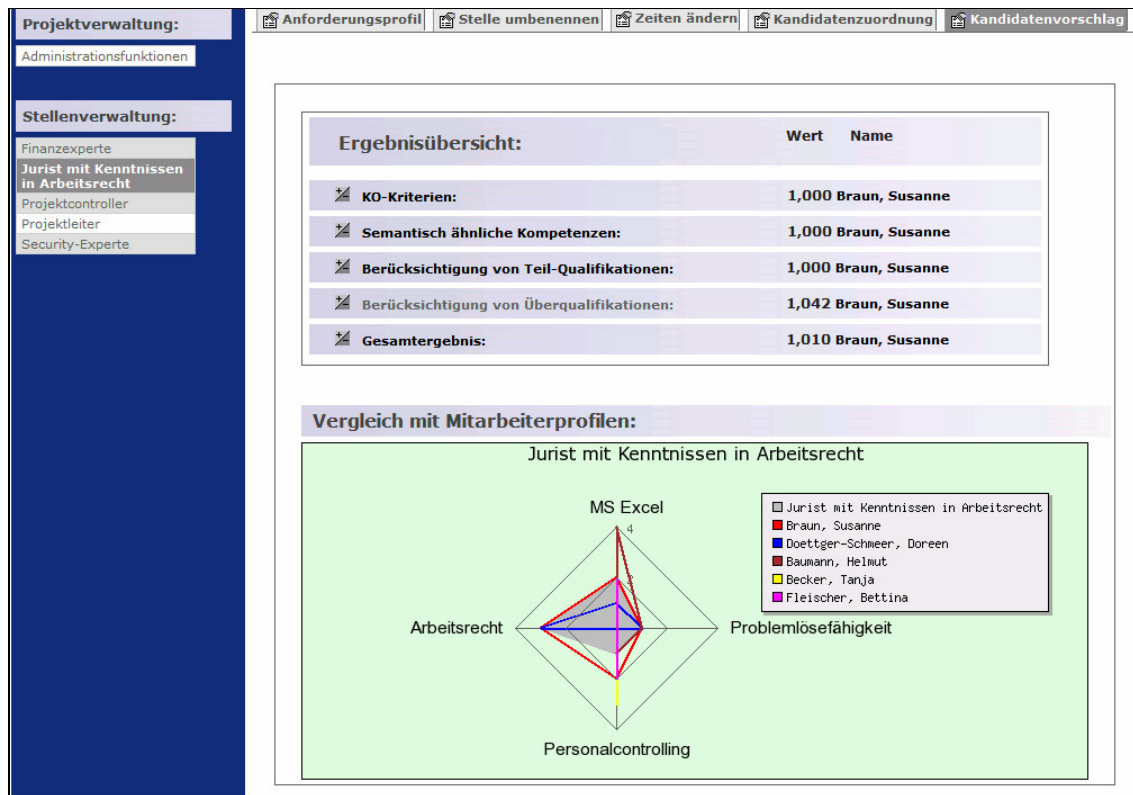 Projektverwaltung:
Administrationsfunktionen
Stellenverwaltung:
Finanzexperte
Jurist mit Kenntnissen
in Arbeitsrecht
Projektcontroller
Projektleiter
Security-Experte
Anforderungsprofil Stelle umbenennen Zeiten ändern Kandidatenzuordnung Kandidatenvorschlag
Ergebnisübersicht: Wert Name
KO-Kriterien: 1,000 Braun, Susanne
Semantisch ähnliche Kompetenzen: 1,000 Braun, Susanne
Berücksichtigung von Teil-Qualifikationen: 1,000 Braun, Susanne
Berücksichtigung von Überqualifikationen: 1,042 Braun, Susanne
Gesamtergebnis: 1,010 Braun, Susanne
Vergleich mit Mitarbeiterprofilen:
Jurist mit Kenntnissen in Arbeitsrecht
MS Excel
4
2
Arbeitsrecht
Problemlösefähigkeit
Personalcontrolling
Jurist mit Kenntnissen in Arbeitsrecht
Braun, Susanne
Doettger-Schmeer, Doreen
Baumann, Helmut
Becker, Tanja
Fleischer, Bettina